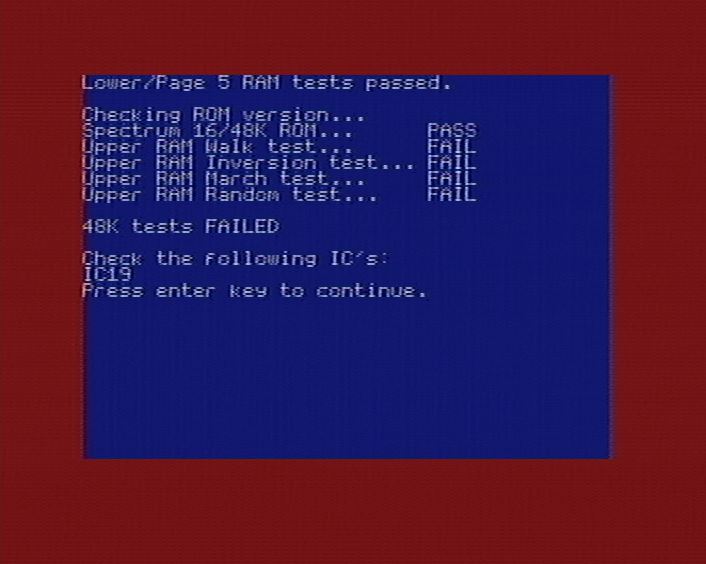 Lower/Page 5 RAM tests passed.
Checking ROM version...
Spectrum 16/48K ROM... PASS
Upper RAM Walk test... FAIL
Upper RAM Inversion test... FAIL
Upper RAM March test... FAIL
Upper RAM Random test... FAIL
48K tests FAILED
Check the following IC's:
IC19
Press enter key to continue.